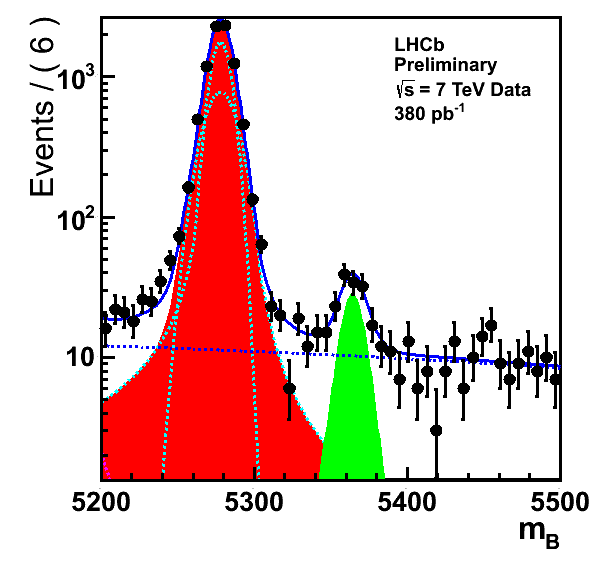 Events / ( 6 )
10³
10²
10
LHCb
Preliminary
√s = 7 TeV Data
380 pb⁻¹
5200 5300 5400 5500
m_B